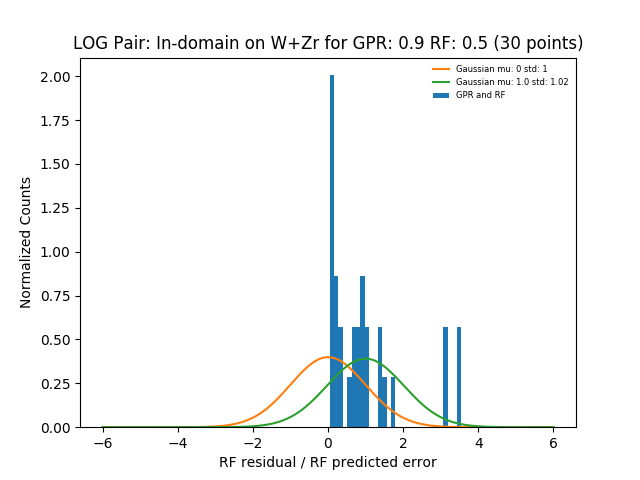 LOG Pair: In-domain on W+Zr for GPR: 0.9 RF: 0.5 (30 points)
Gaussian mu: 0 std: 1
Gaussian mu: 1.0 std: 1.02
GPR and RF
Normalized Counts
2.00
1.75
1.50
1.25
1.00
0.75
0.50
0.25
0.00
−6 −4 −2 0 2 4 6
RF residual / RF predicted error